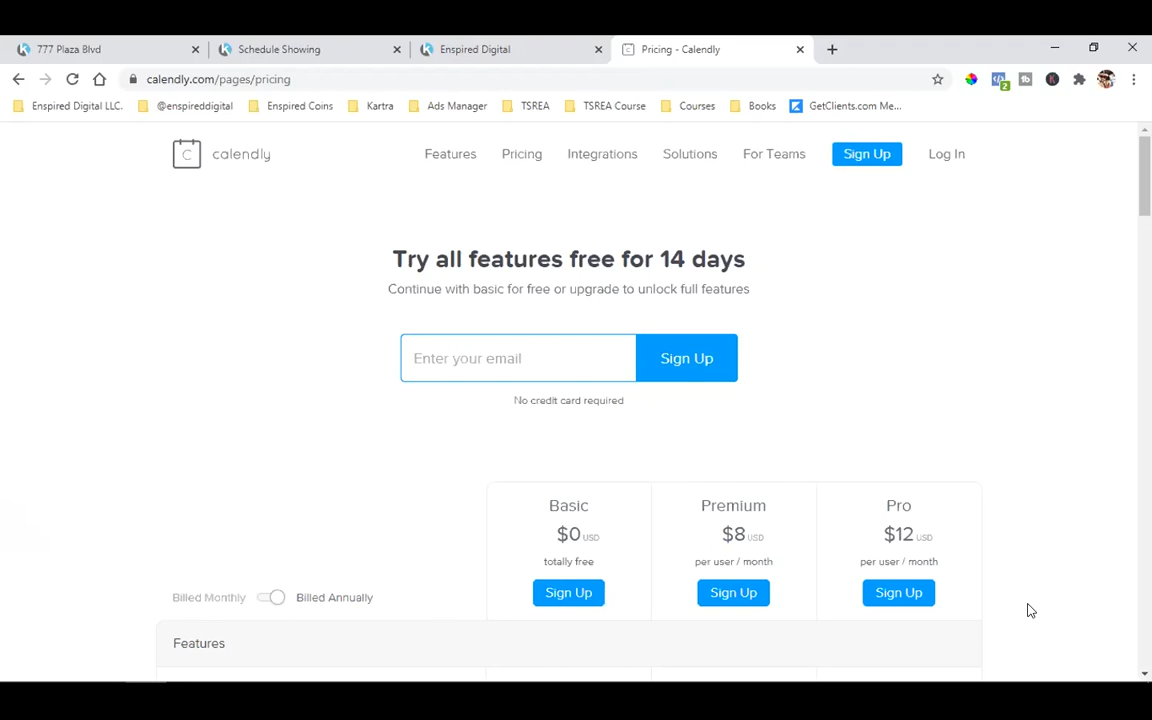 777 Plaza Blvd
Schedule Showing
Enspired Digital
Pricing - Calendly
calendly.com/pages/pricing
2
Enspired Digital LLC.
@enspireddigital
Enspired Coins
Kartra
Ads Manager
TSREA
TSREA Course
Courses
Books
GetClients.com Me...
C
calendly
Features
Pricing
Integrations
Solutions
For Teams
Sign Up
Log In
Try all features free for 14 days
Continue with basic for free or upgrade to unlock full features
Enter your email
Sign Up
No credit card required
Basic
Premium
Pro
$0 USD
$8 USD
$12 USD
totally free
per user / month
per user / month
Sign Up
Sign Up
Sign Up
Billed Monthly
Billed Annually
Features